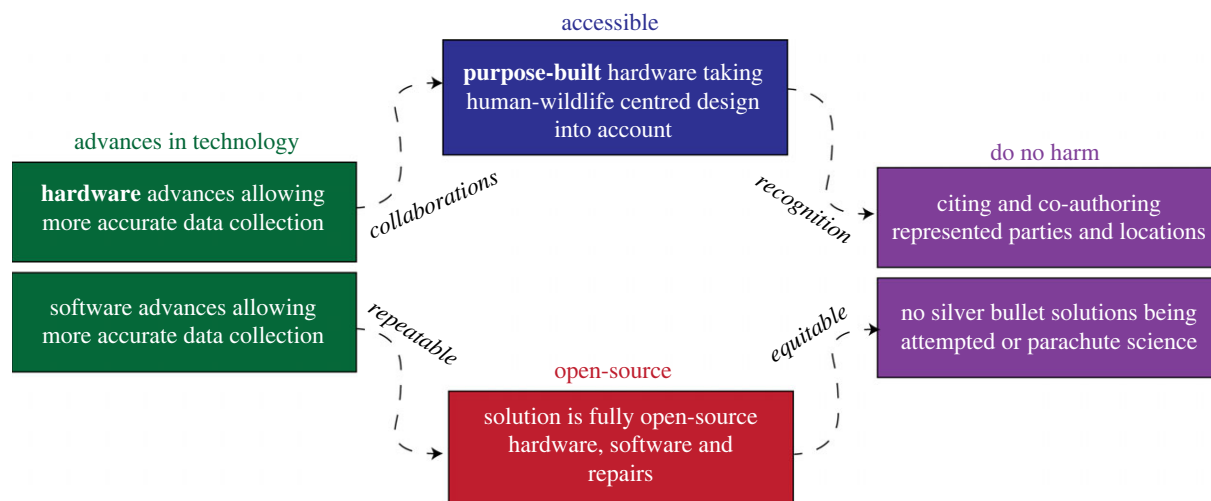 accessible
purpose-built hardware taking
human-wildlife centred design
into account
advances in technology
hardware advances allowing
more accurate data collection
software advances allowing
more accurate data collection
collaborations
recognition
do no harm
citing and co-authoring
represented parties and locations
no silver bullet solutions being
attempted or parachute science
repeatable
equitable
open-source
solution is fully open-source
hardware, software and
repairs